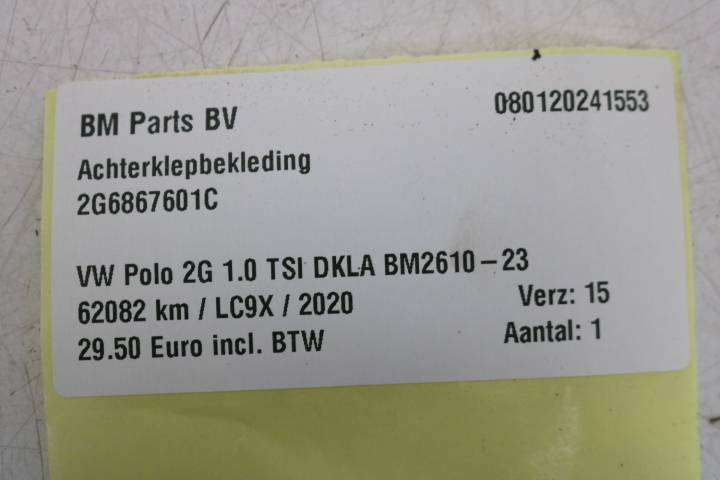 BM Parts BV 080120241553
Achterklepbekleding
2G6867601C
VW Polo 2G 1.0 TSI DKLA BM2610-23
62082 km / LC9X / 2020 Verz: 15
29.50 Euro incl. BTW Aantal: 1